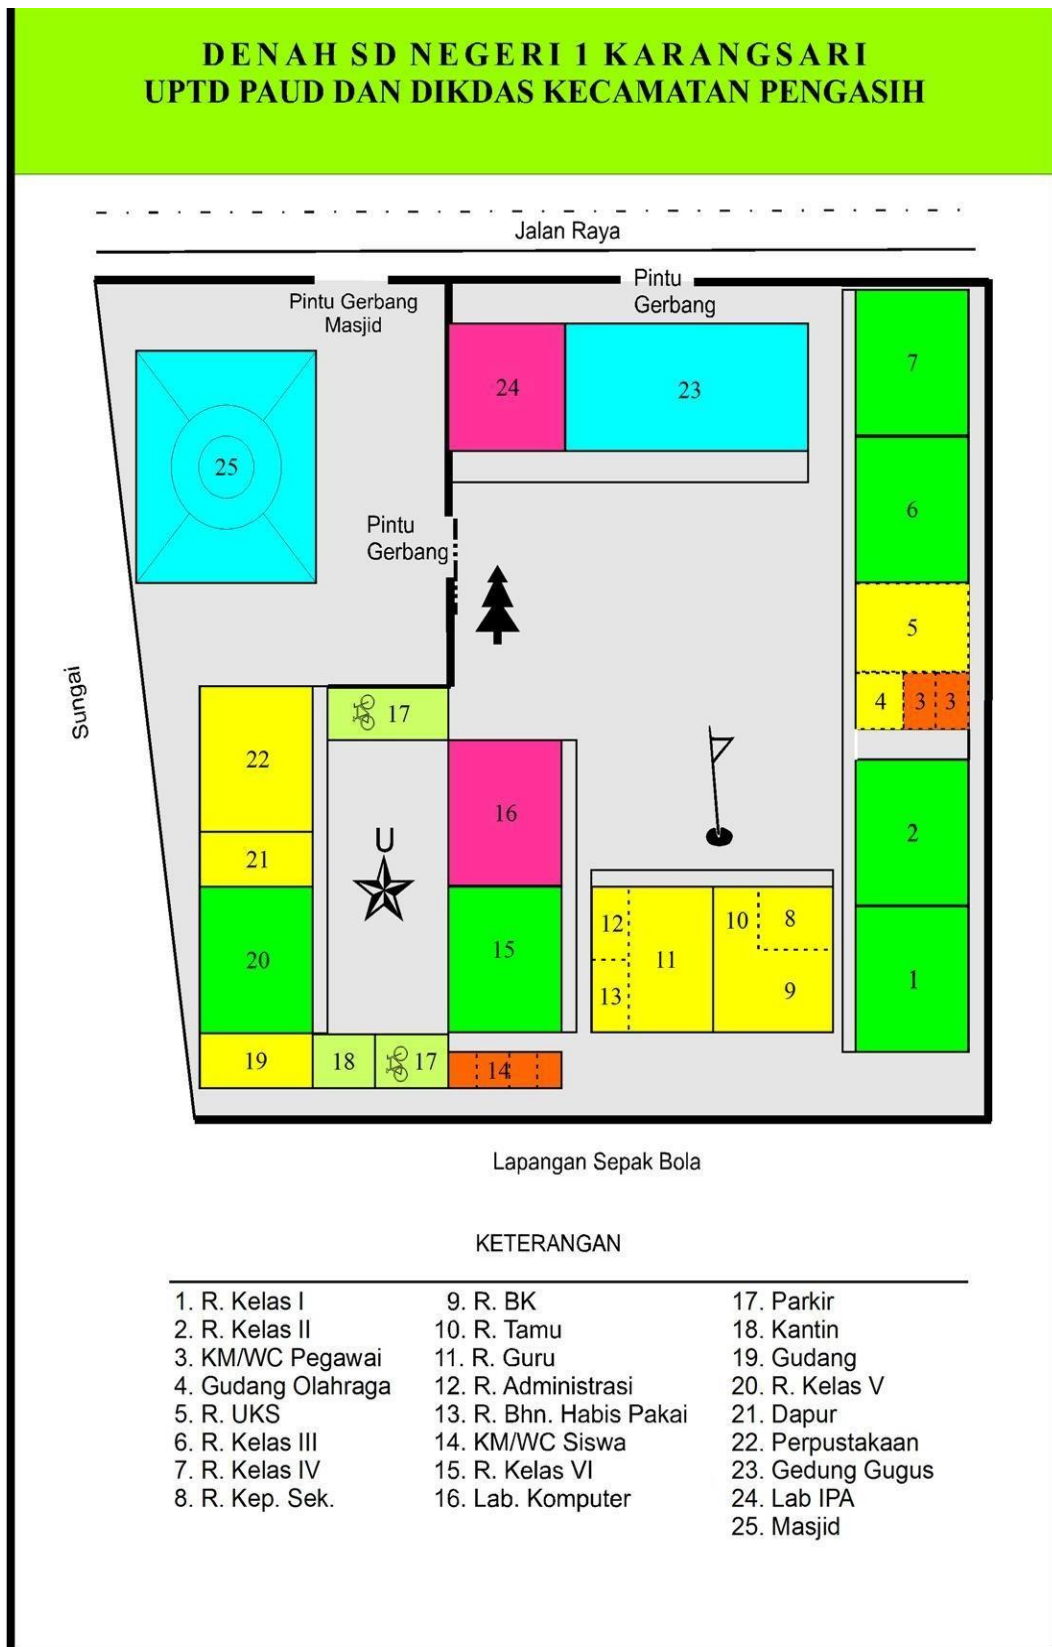 DENAH SD NEGERI 1 KARANGSARI
UPTD PAUD DAN DIKDAS KECAMATAN PENGASIH
Jalan Raya
Pintu Gerbang
Masjid
Pintu
Gerbang
7
24
23
25
6
Pintu
Gerbang
5
Sungai
4
3
3
17
22
16
2
U
21
12
10
8
20
15
11
13
9
1
19
18
17
14
Lapangan Sepak Bola
KETERANGAN
1. R. Kelas I
2. R. Kelas II
3. KM/WC Pegawai
4. Gudang Olahraga
5. R. UKS
6. R. Kelas III
7. R. Kelas IV
8. R. Kep. Sek.
9. R. BK
10. R. Tamu
11. R. Guru
12. R. Administrasi
13. R. Bhn. Habis Pakai
14. KM/WC Siswa
15. R. Kelas VI
16. Lab. Komputer
17. Parkir
18. Kantin
19. Gudang
20. R. Kelas V
21. Dapur
22. Perpustakaan
23. Gedung Gugus
24. Lab IPA
25. Masjid